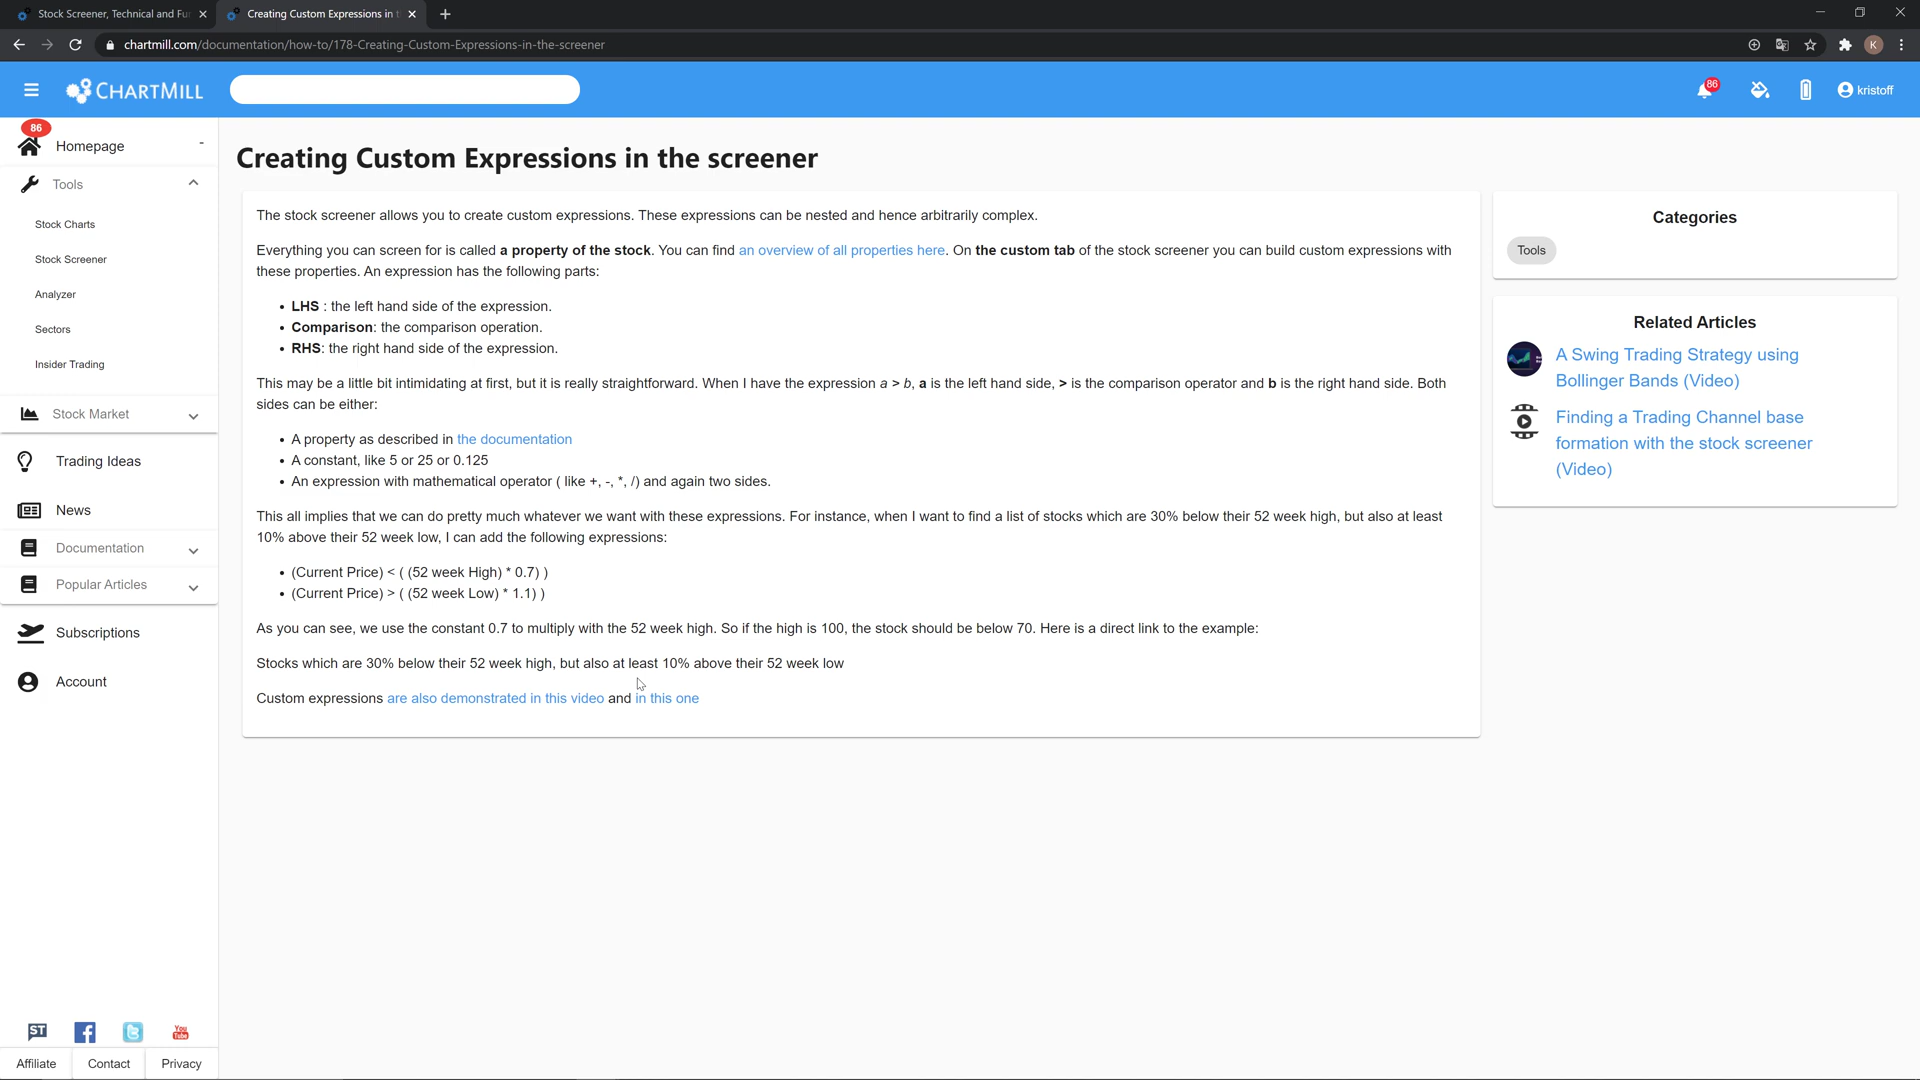 Stock Screener, Technical and Fu
Creating Custom Expressions in t
chartmill.com/documentation/how-to/178-Creating-Custom-Expressions-in-the-screener
K
CHARTMILL
86
kristoff
86
Homepage
-
Tools
Stock Charts
Stock Screener
Analyzer
Sectors
Insider Trading
Stock Market
Trading Ideas
News
Documentation
Popular Articles
Subscriptions
Account
ST
You
Tube
Affiliate
Contact
Privacy
Creating Custom Expressions in the screener
The stock screener allows you to create custom expressions. These expressions can be nested and hence arbitrarily complex.
Everything you can screen for is called a property of the stock. You can find an overview of all properties here. On the custom tab of the stock screener you can build custom expressions with
these properties. An expression has the following parts:
• LHS : the left hand side of the expression.
• Comparison: the comparison operation.
• RHS: the right hand side of the expression.
This may be a little bit intimidating at first, but it is really straightforward. When I have the expression a > b, a is the left hand side, > is the comparison operator and b is the right hand side. Both
sides can be either:
• A property as described in the documentation
• A constant, like 5 or 25 or 0.125
• An expression with mathematical operator ( like +, -, *, /) and again two sides.
This all implies that we can do pretty much whatever we want with these expressions. For instance, when I want to find a list of stocks which are 30% below their 52 week high, but also at least
10% above their 52 week low, I can add the following expressions:
• (Current Price) < ( (52 week High) * 0.7) )
• (Current Price) > ( (52 week Low) * 1.1) )
As you can see, we use the constant 0.7 to multiply with the 52 week high. So if the high is 100, the stock should be below 70. Here is a direct link to the example:
Stocks which are 30% below their 52 week high, but also at least 10% above their 52 week low
Custom expressions are also demonstrated in this video and in this one
Categories
Tools
Related Articles
A Swing Trading Strategy using
Bollinger Bands (Video)
Finding a Trading Channel base
formation with the stock screener
(Video)